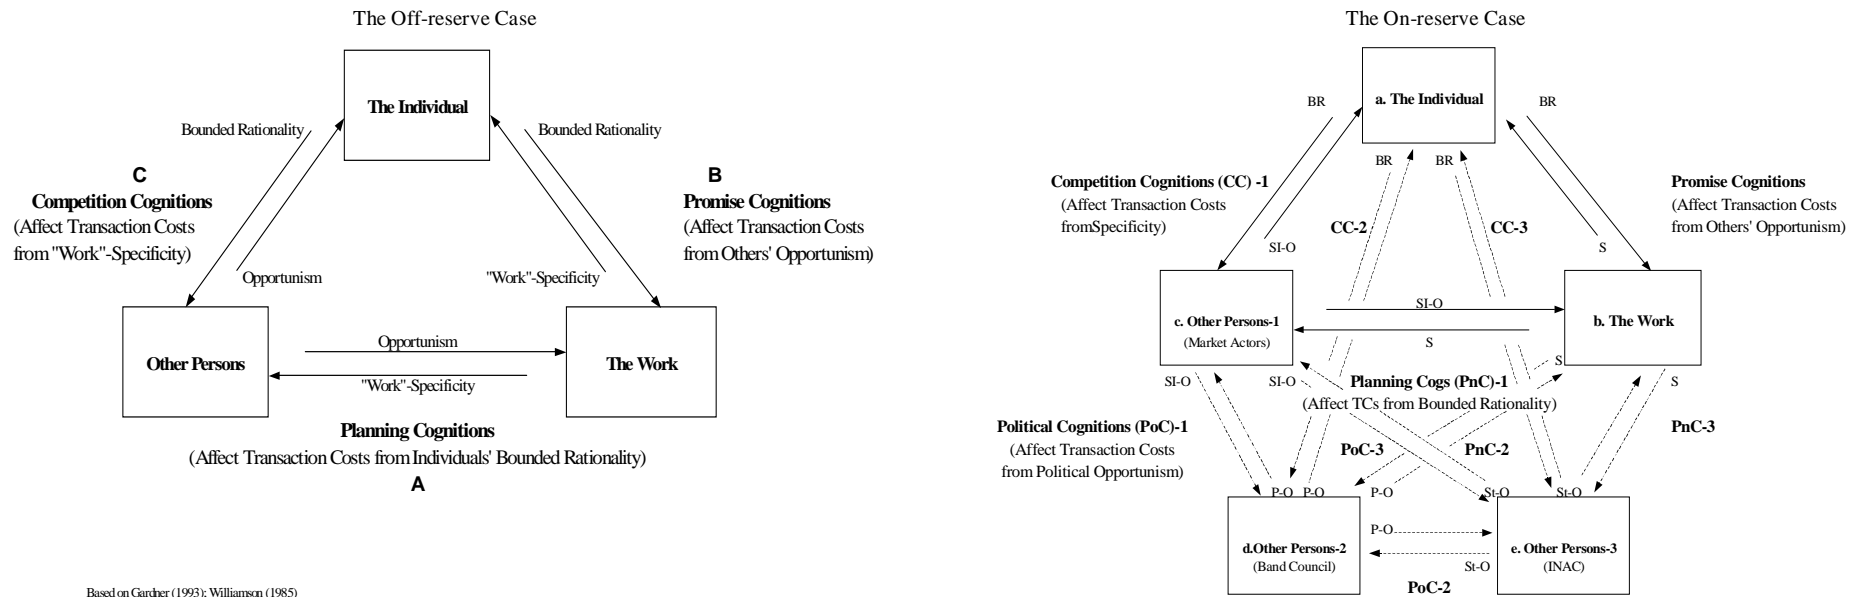 The Off-reserve Case
The Individual
Bounded Rationality
Bounded Rationality
C
Competition Cognitions
(Affect Transaction Costs
from "Work"-Specificity)
B
Promise Cognitions
(Affect Transaction Costs
from Others' Opportunism)
Opportunism
"Work"-Specificity
Other Persons
Opportunism
"Work"-Specificity
The Work
Planning Cognitions
(Affect Transaction Costs from Individuals' Bounded Rationality)
A
Based on Gardner (1993); Williamson (1985)
The On-reserve Case
a. The Individual
BR
BR
BR
BR
Competition Cognitions (CC) -1
(Affect Transaction Costs
fromSpecificity)
Promise Cognitions
(Affect Transaction Costs
from Others' Opportunism)
CC-2
CC-3
SI-O
S
c. Other Persons-1
(Market Actors)
SI-O
S
b. The Work
S
SI-O
SI-O
Planning Cogs (PnC)-1
(Affect TCs from Bounded Rationality)
S
Political Cognitions (PoC)-1
(Affect Transaction Costs
from Political Opportunism)
PoC-3
PnC-2
PnC-3
P-O
P-O
P-O
St-O
St-O
d.Other Persons-2
(Band Council)
P-O
St-O
PoC-2
e. Other Persons-3
(INAC)